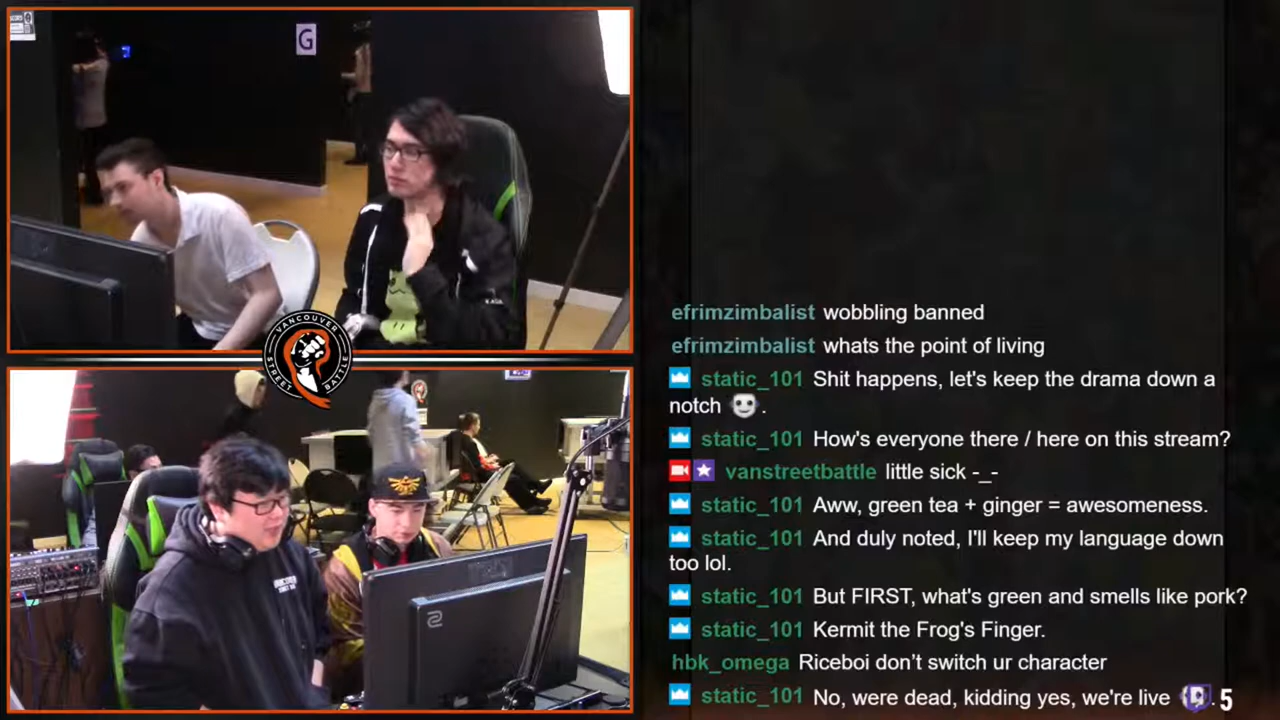 G
VANCOUVER
STREET BATTLE
efrimzimbalist wobbling banned
efrimzimbalist whats the point of living
static_101 Shit happens, let's keep the drama down a
notch .
static_101 How's everyone there / here on this stream?
vanstreetbattle little sick -_-
static_101 Aww, green tea + ginger = awesomeness.
static_101 And duly noted, I'll keep my language down
too lol.
static_101 But FIRST, what's green and smells like pork?
static_101 Kermit the Frog's Finger.
hbk_omega Riceboi don’t switch ur character
static_101 No, were dead, kidding yes, we're live . 5